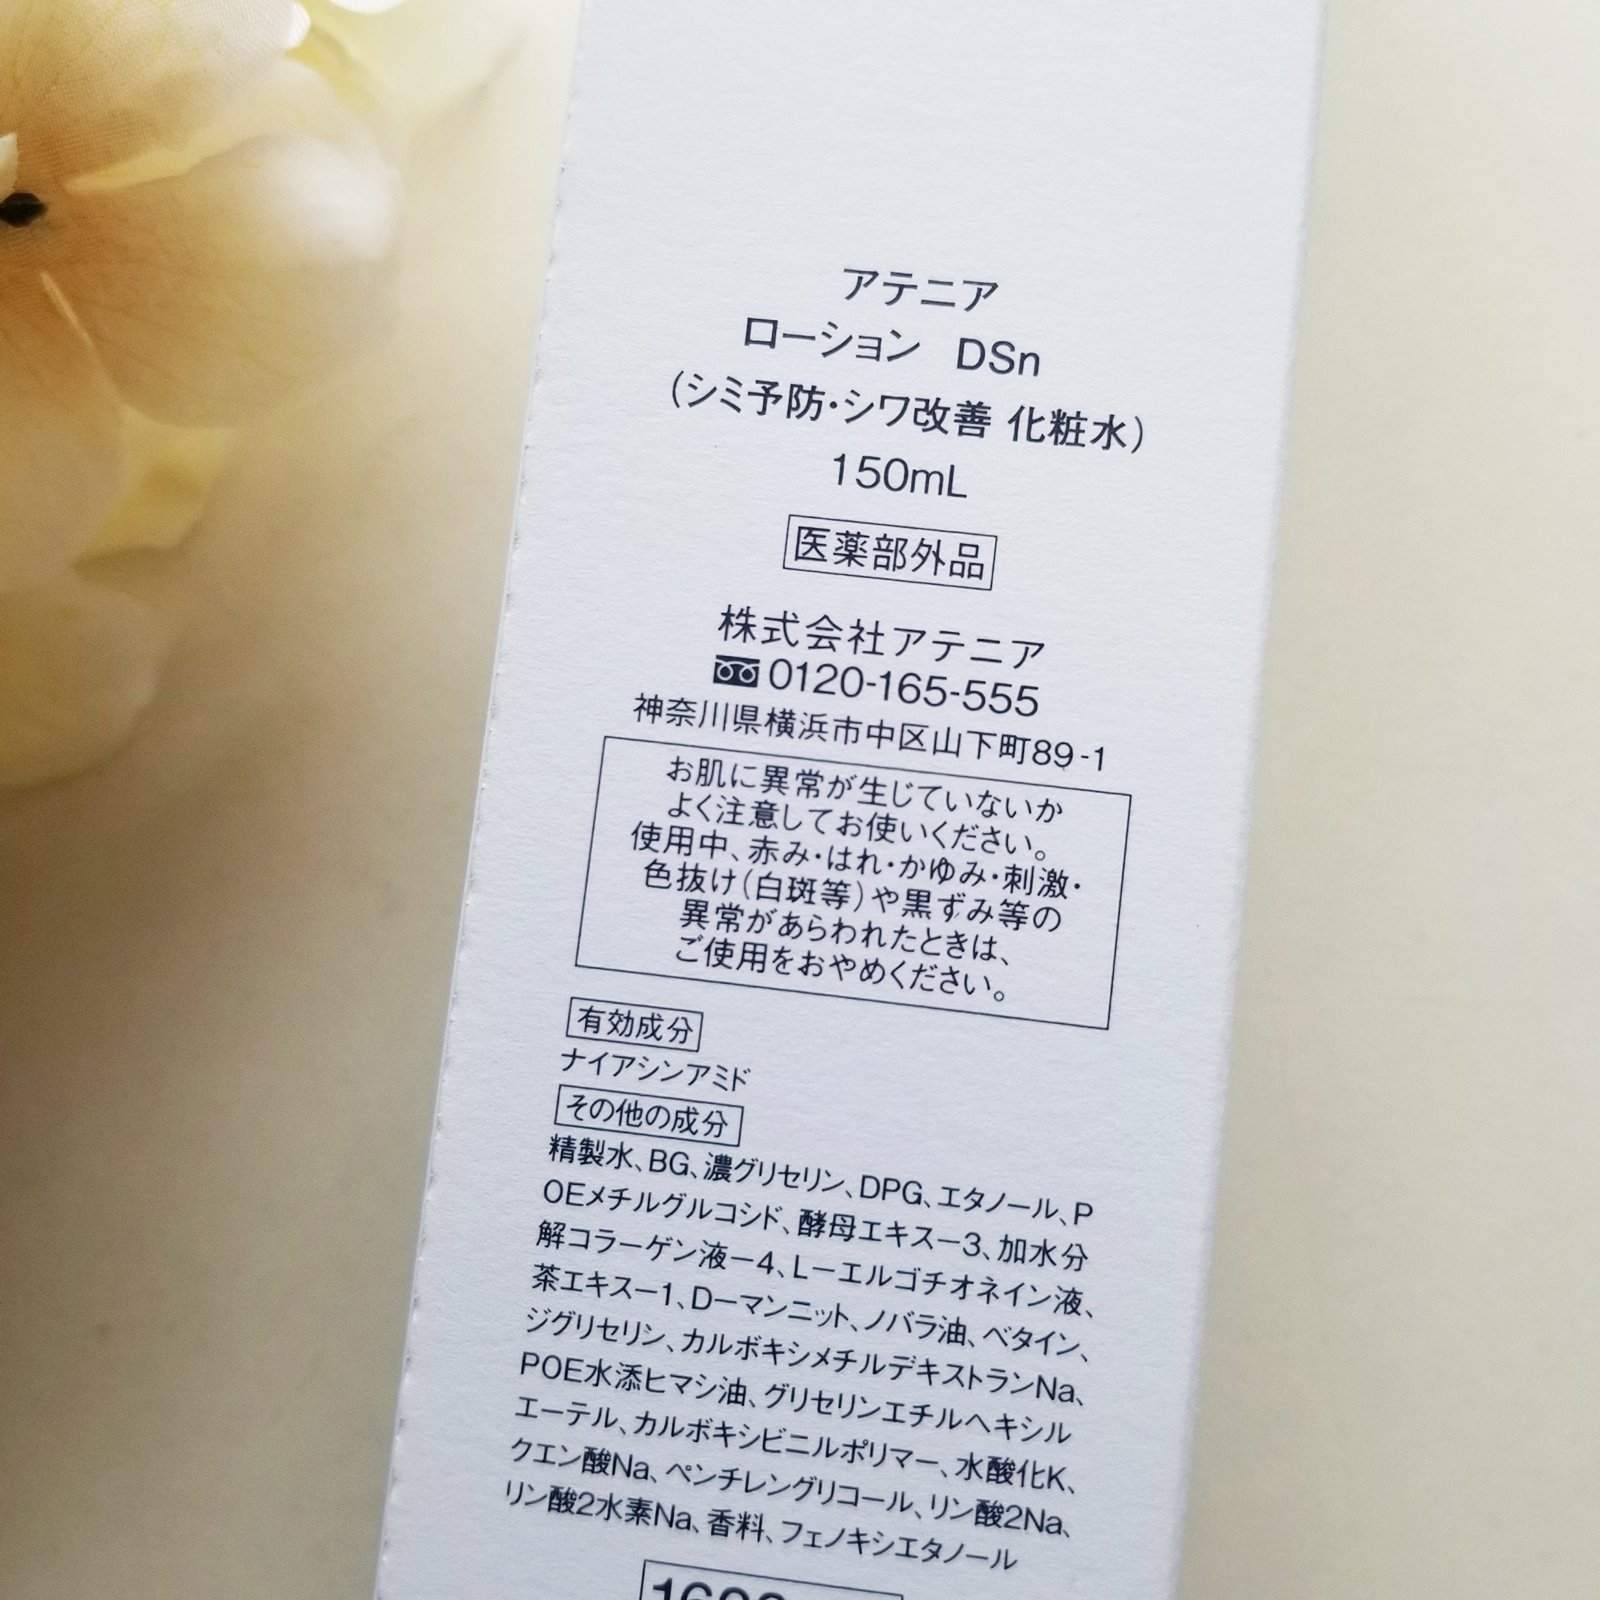 アテニア
ローション DSn
(シミ予防・シワ改善 化粧水)
150mL
医薬部外品
株式会社アテニア
0120-165-555
神奈川県横浜市中区山下町89-1
お肌に異常が生じていないか
よく注意してお使いください。
使用中、赤み・はれ・かゆみ・刺激・
色抜け(白斑等)や黒ずみ等の
異常があらわれたときは、
ご使用をおやめください。
有効成分
ナイアシンアミド
その他の成分
精製水、BG、濃グリセリン、DPG、エタノール、P
OEメチルグルコシド、酵母エキス-3、加水分
解コラーゲン液-4、L-エルゴチオネイン液、
茶エキス-1、D-マンニット、ノバラ油、ベタイン、
ジグリセリン、カルボキシメチルデキストランNa、
POE水添ヒマシ油、グリセリンエチルヘキシル
エーテル、カルボキシビニルポリマー、水酸化K、
クエン酸Na、ペンチレングリコール、リン酸2Na、
リン酸2水素Na、香料、フェノキシエタノール